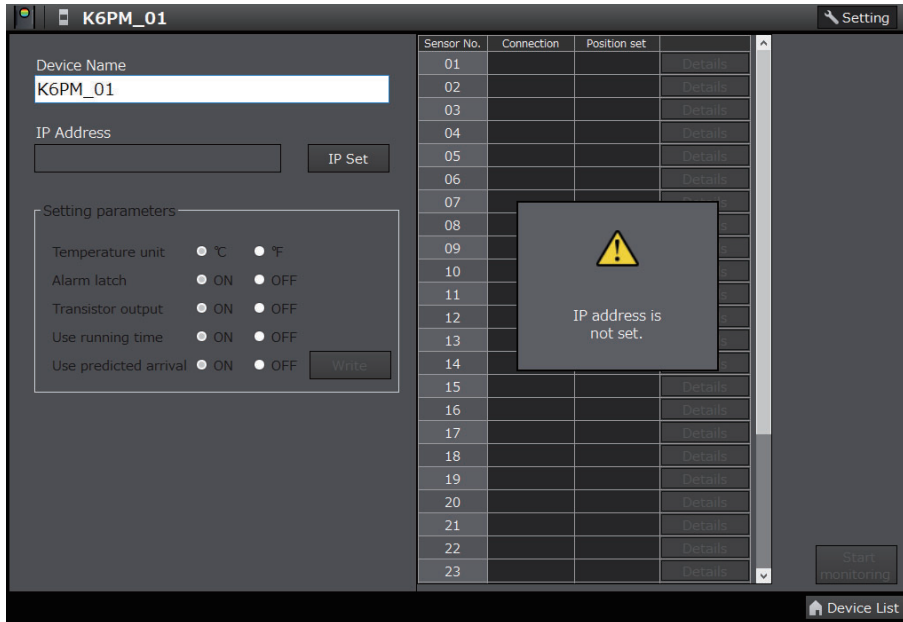 K6PM_01
Setting
Device Name
K6PM_01
IP Address
IP Set
Setting parameters
Temperature unit ℃ ℉
Alarm latch ON OFF
Transistor output ON OFF
Use running time ON OFF
Use predicted arrival ON OFF Write
Sensor No. Connection Position set
01 Details
02 Details
03 Details
04 Details
05 Details
06 Details
07
08
09
10
11
12
13
14
15 Details
16 Details
17 Details
18 Details
19 Details
20 Details
21 Details
22 Details
23 Details
IP address is
not set.
Start
monitoring
Device List